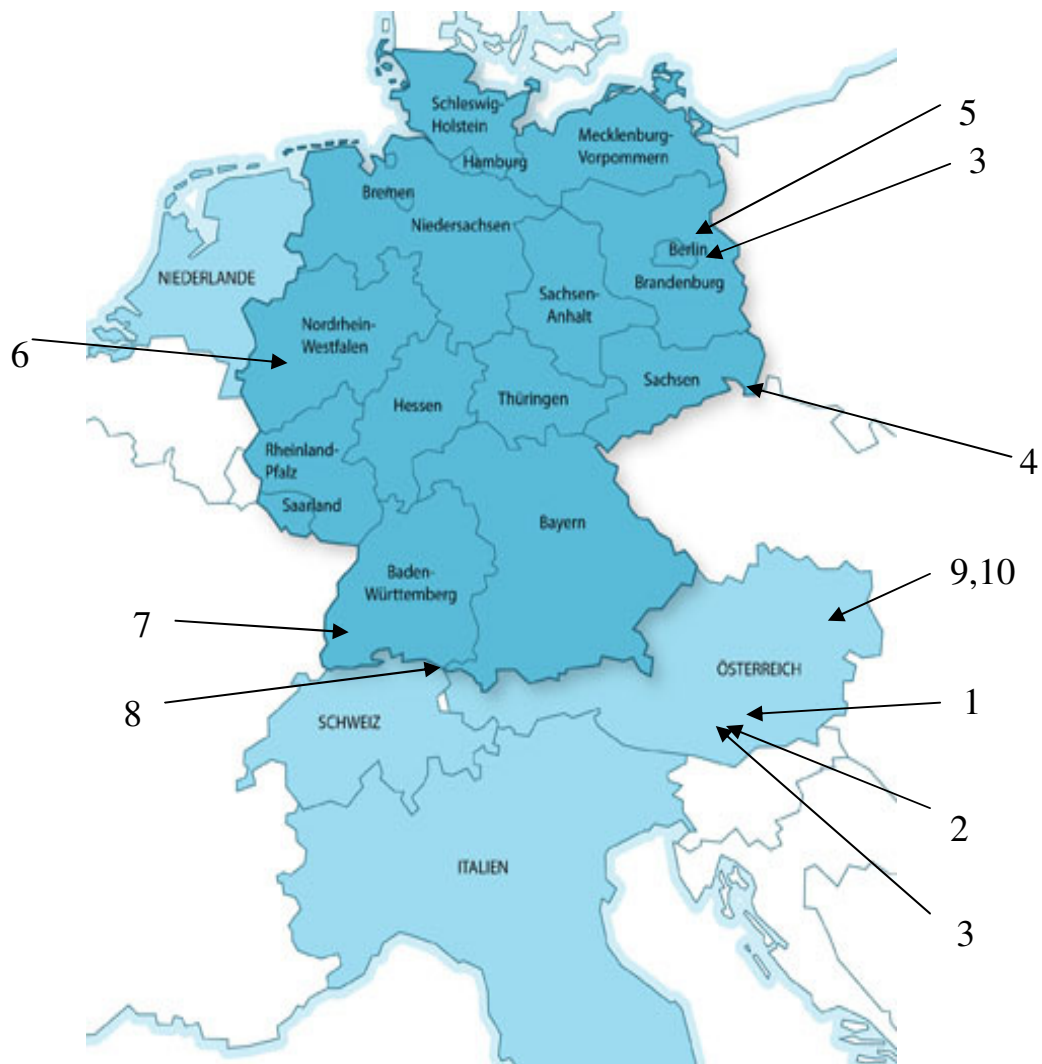 Schleswig-
Holstein
Mecklenburg-
Vorpommern
5
3
Hamburg
Bremen
Niedersachsen
Berlin
Brandenburg
NIEDERLANDE
Sachsen-
Anhalt
Nordrhein-
Westfalen
6
Sachsen
Hessen
Thüringen
4
Rheinland-
Pfalz
Saarland
Bayern
Baden-
Württemberg
9,10
7
ÖSTERREICH
8
SCHWEIZ
1
2
ITALIEN
3